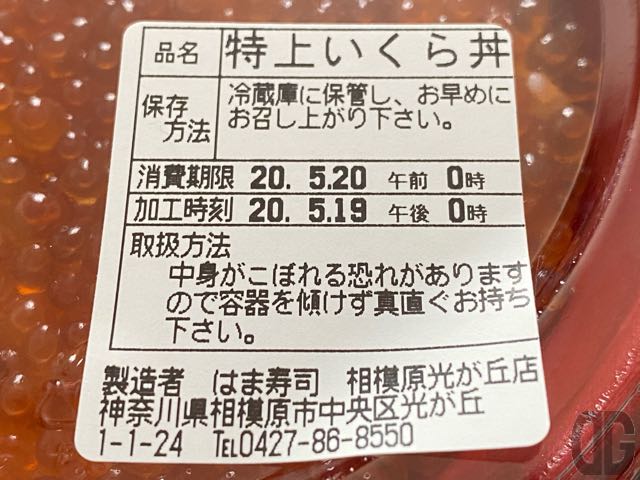 品名 特上いくら丼
保存方法 冷蔵庫に保管し、お早めに
お召し上がり下さい。
消費期限 20. 5.20 午前 0時
加工時刻 20. 5.19 午後 0時
取扱方法
中身がこぼれる恐れがあります
ので容器を傾けず真直ぐお持ち
下さい。
製造者 はま寿司 相模原光が丘店
神奈川県相模原市中央区光が丘
1-1-24 TEL0427-86-8550